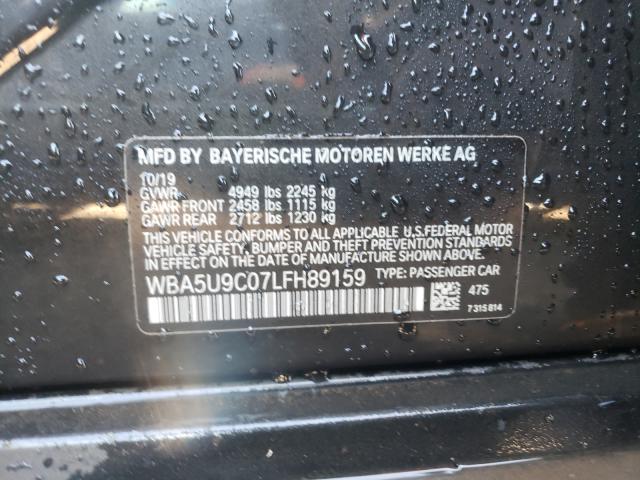 MFD BY BAYERISCHE MOTOREN WERKE AG
10/19
GVWR 4949 lbs 2245 kg
GAWR FRONT 2458 lbs 1115 kg
GAWR REAR 2712 lbs 1230 kg
THIS VEHICLE CONFORMS TO ALL APPLICABLE U.S.FEDERAL MOTOR
VEHICLE SAFETY, BUMPER AND THEFT PREVENTION STANDARDS
IN EFFECT ON THE DATE OF MANUFACTURE SHOWN ABOVE.
WBA5U9C07LFH89159 TYPE: PASSENGER CAR
475
7315814